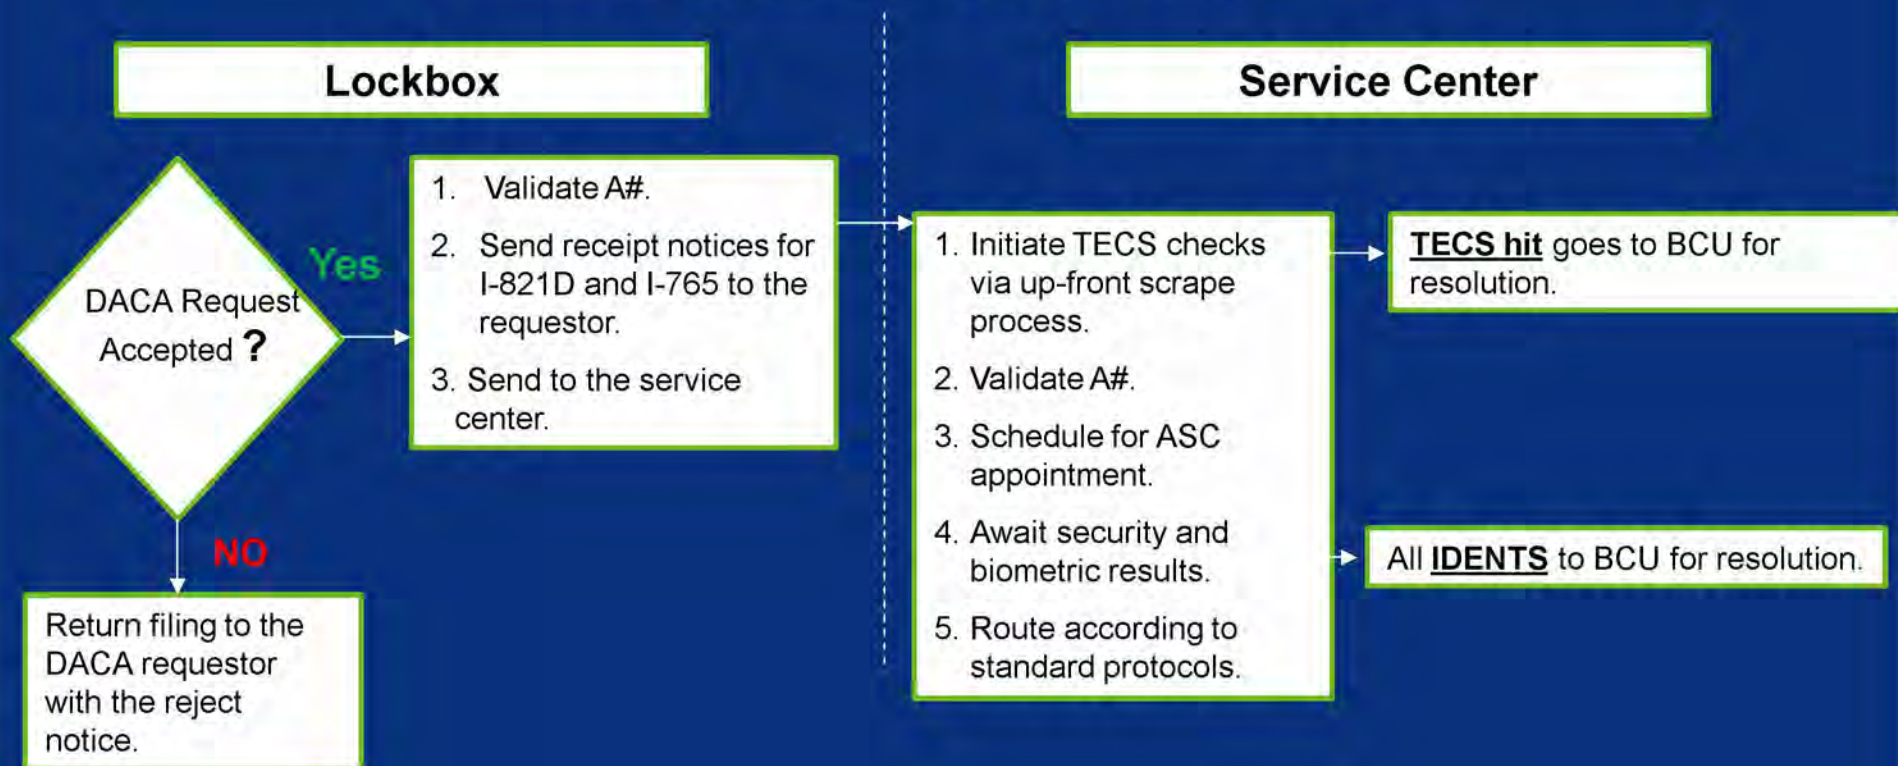 Lockbox
Service Center
DACA Request
Accepted ?
Yes
NO
Return filing to the
DACA requestor
with the reject
notice.
1. Validate A#.
2. Send receipt notices for
I-821D and I-765 to the
requestor.
3. Send to the service
center.
1. Initiate TECS checks
via up-front scrape
process.
2. Validate A#.
3. Schedule for ASC
appointment.
4. Await security and
biometric results.
5. Route according to
standard protocols.
TECS hit goes to BCU for
resolution.
All IDENTS to BCU for resolution.